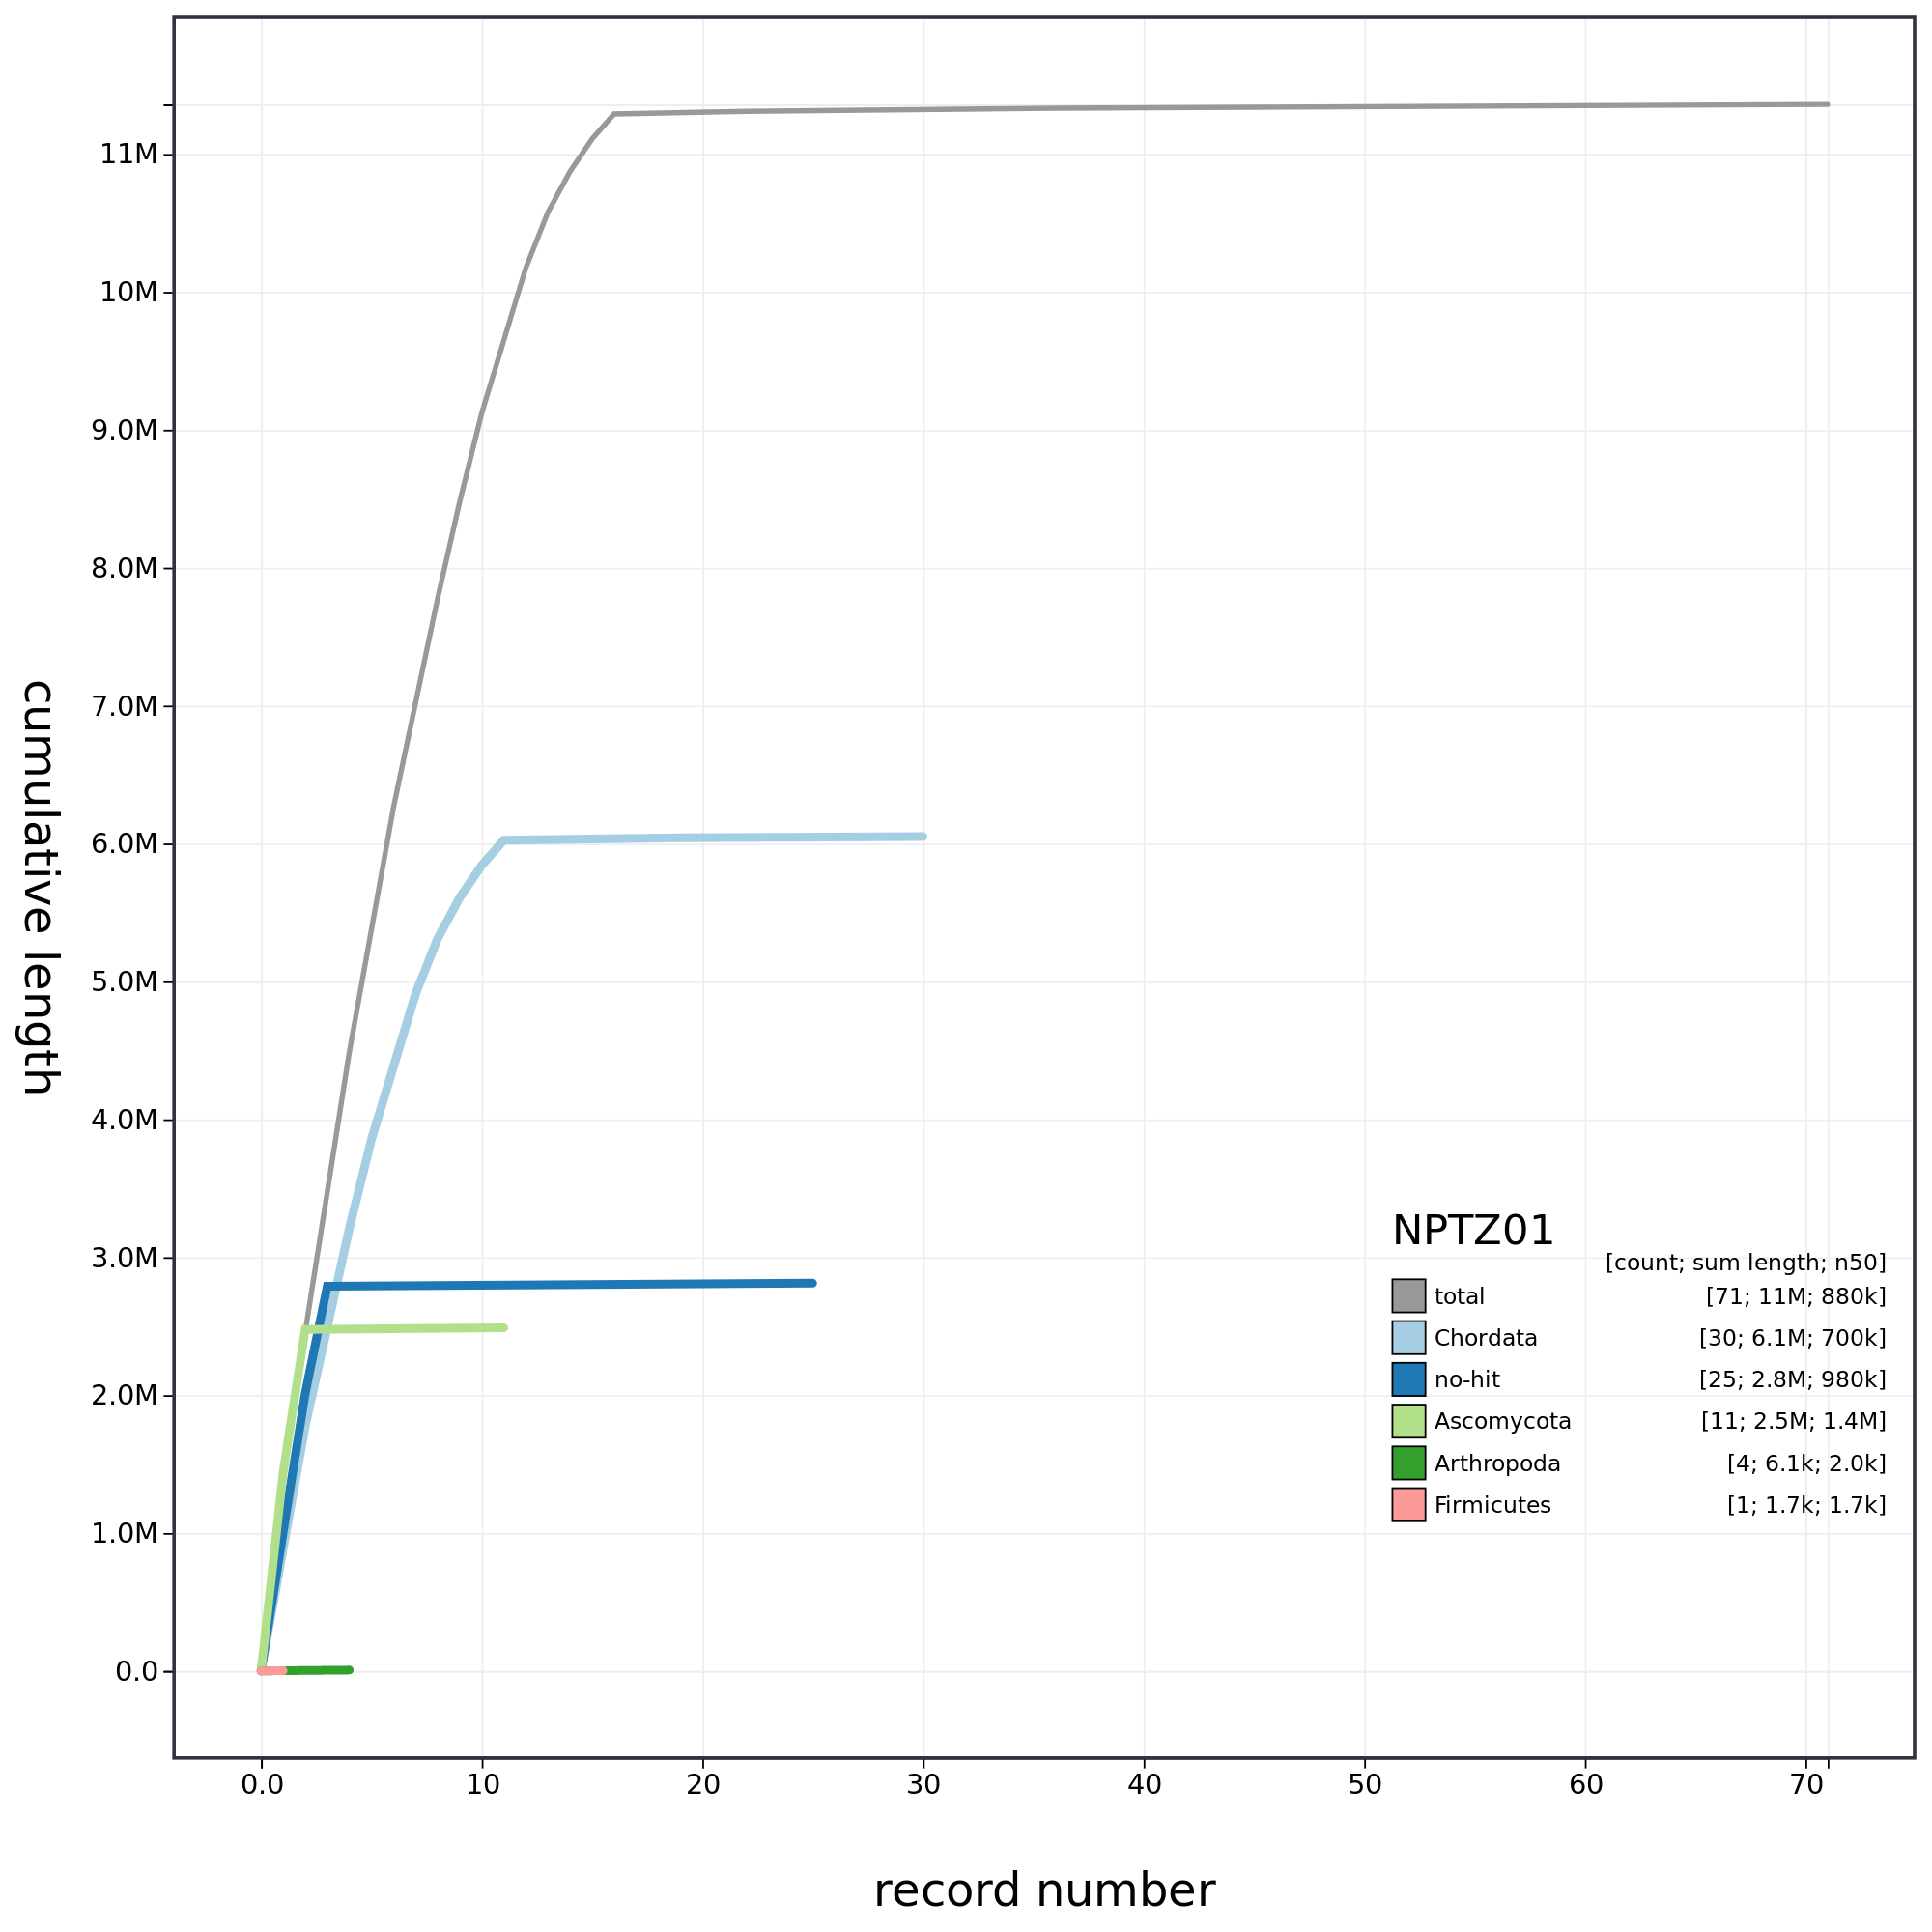 11M
10M
9.0M
8.0M
7.0M
6.0M
5.0M
4.0M
3.0M
2.0M
1.0M
0.0
cumulative length
NPTZ01
[count; sum length; n50]
total [71; 11M; 880k]
Chordata [30; 6.1M; 700k]
no-hit [25; 2.8M; 980k]
Ascomycota [11; 2.5M; 1.4M]
Arthropoda [4; 6.1k; 2.0k]
Firmicutes [1; 1.7k; 1.7k]
0.0 10 20 30 40 50 60 70
record number